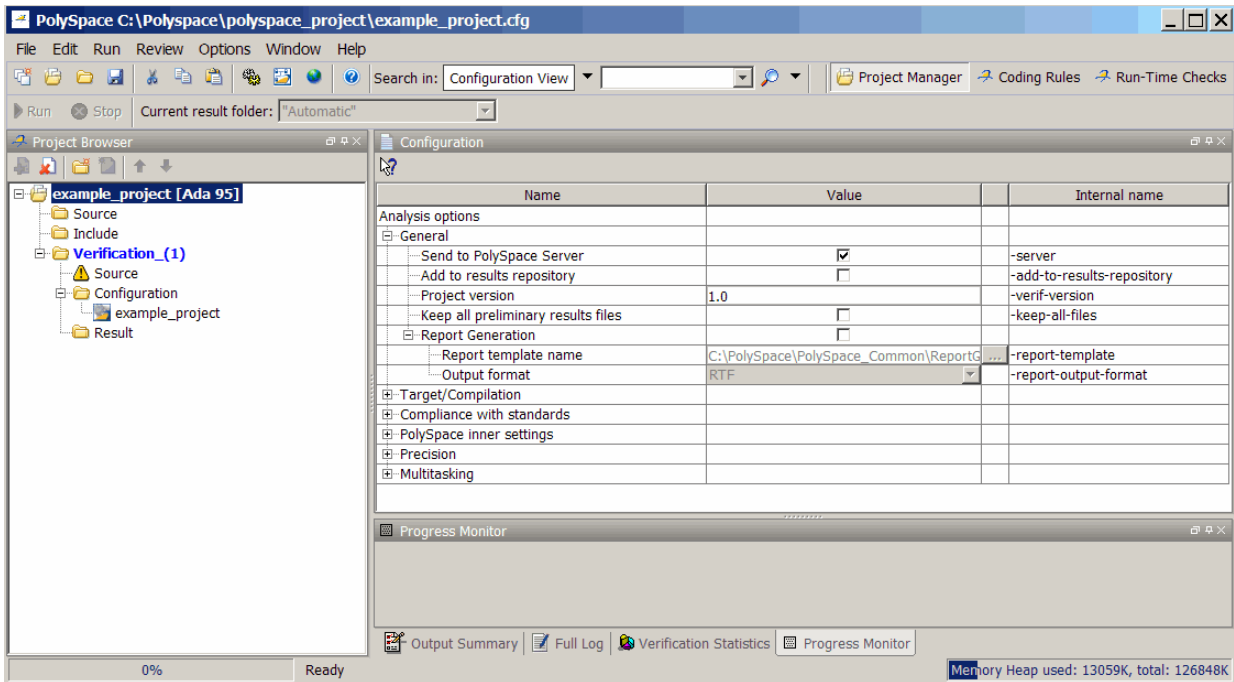 PolySpace C:\Polyspace\polyspace_project\example_project.cfg
File Edit Run Review Options Window Help
Search in: Configuration View Project Manager Coding Rules Run-Time Checks
Run Stop Current result folder: "Automatic"
Project Browser
example_project [Ada 95]
Source
Include
Verification_(1)
Source
Configuration
example_project
Result
Configuration
Name Value Internal name
Analysis options
General
Send to PolySpace Server -server
Add to results repository -add-to-results-repository
Project version 1.0 -verif-version
Keep all preliminary results files -keep-all-files
Report Generation
Report template name C:\PolySpace\PolySpace_Common\ReportG ... -report-template
Output format RTF -report-output-format
Target/Compilation
Compliance with standards
PolySpace inner settings
Precision
Multitasking
Progress Monitor
Output Summary Full Log Verification Statistics Progress Monitor
0% Ready Memory Heap used: 13059K, total: 126848K